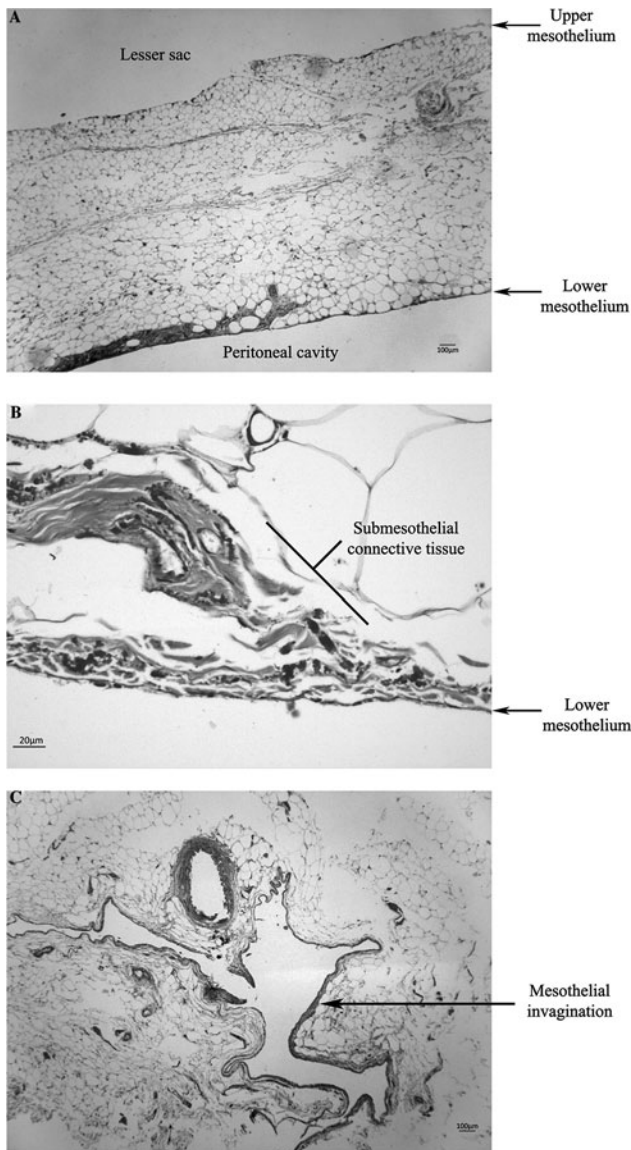 A
Upper
mesothelium
Lesser sac
Lower
mesothelium
Peritoneal cavity
100µm
B
Submesothelial
connective tissue
Lower
mesothelium
20µm
C
Mesothelial
invagination
100µm